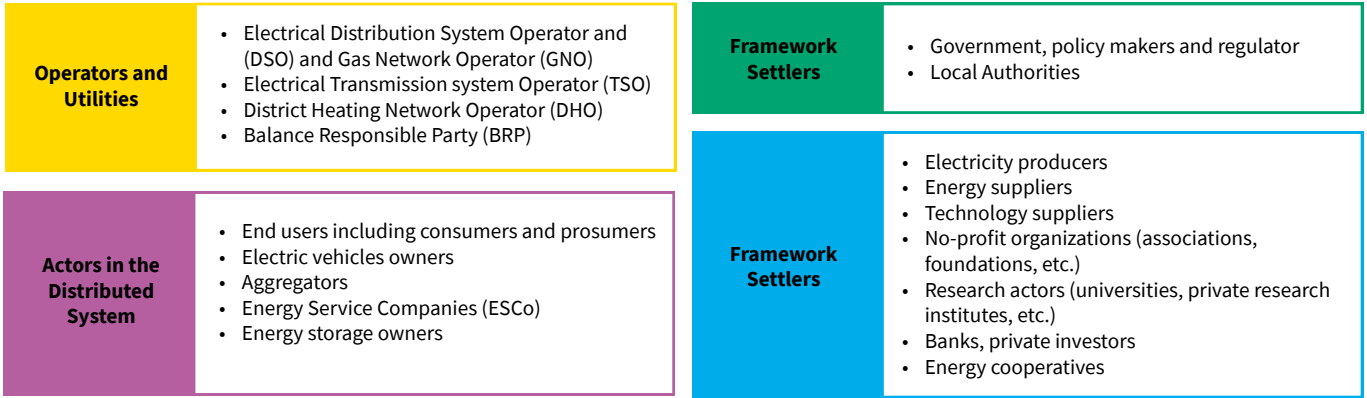 Operators and
Utilities
• Electrical Distribution System Operator and
(DSO) and Gas Network Operator (GNO)
• Electrical Transmission system Operator (TSO)
• District Heating Network Operator (DHO)
• Balance Responsible Party (BRP)
Actors in the
Distributed
System
• End users including consumers and prosumers
• Electric vehicles owners
• Aggregators
• Energy Service Companies (ESCo)
• Energy storage owners
Framework
Settlers
• Government, policy makers and regulator
• Local Authorities
Framework
Settlers
• Electricity producers
• Energy suppliers
• Technology suppliers
• No-profit organizations (associations,
foundations, etc.)
• Research actors (universities, private research
institutes, etc.)
• Banks, private investors
• Energy cooperatives